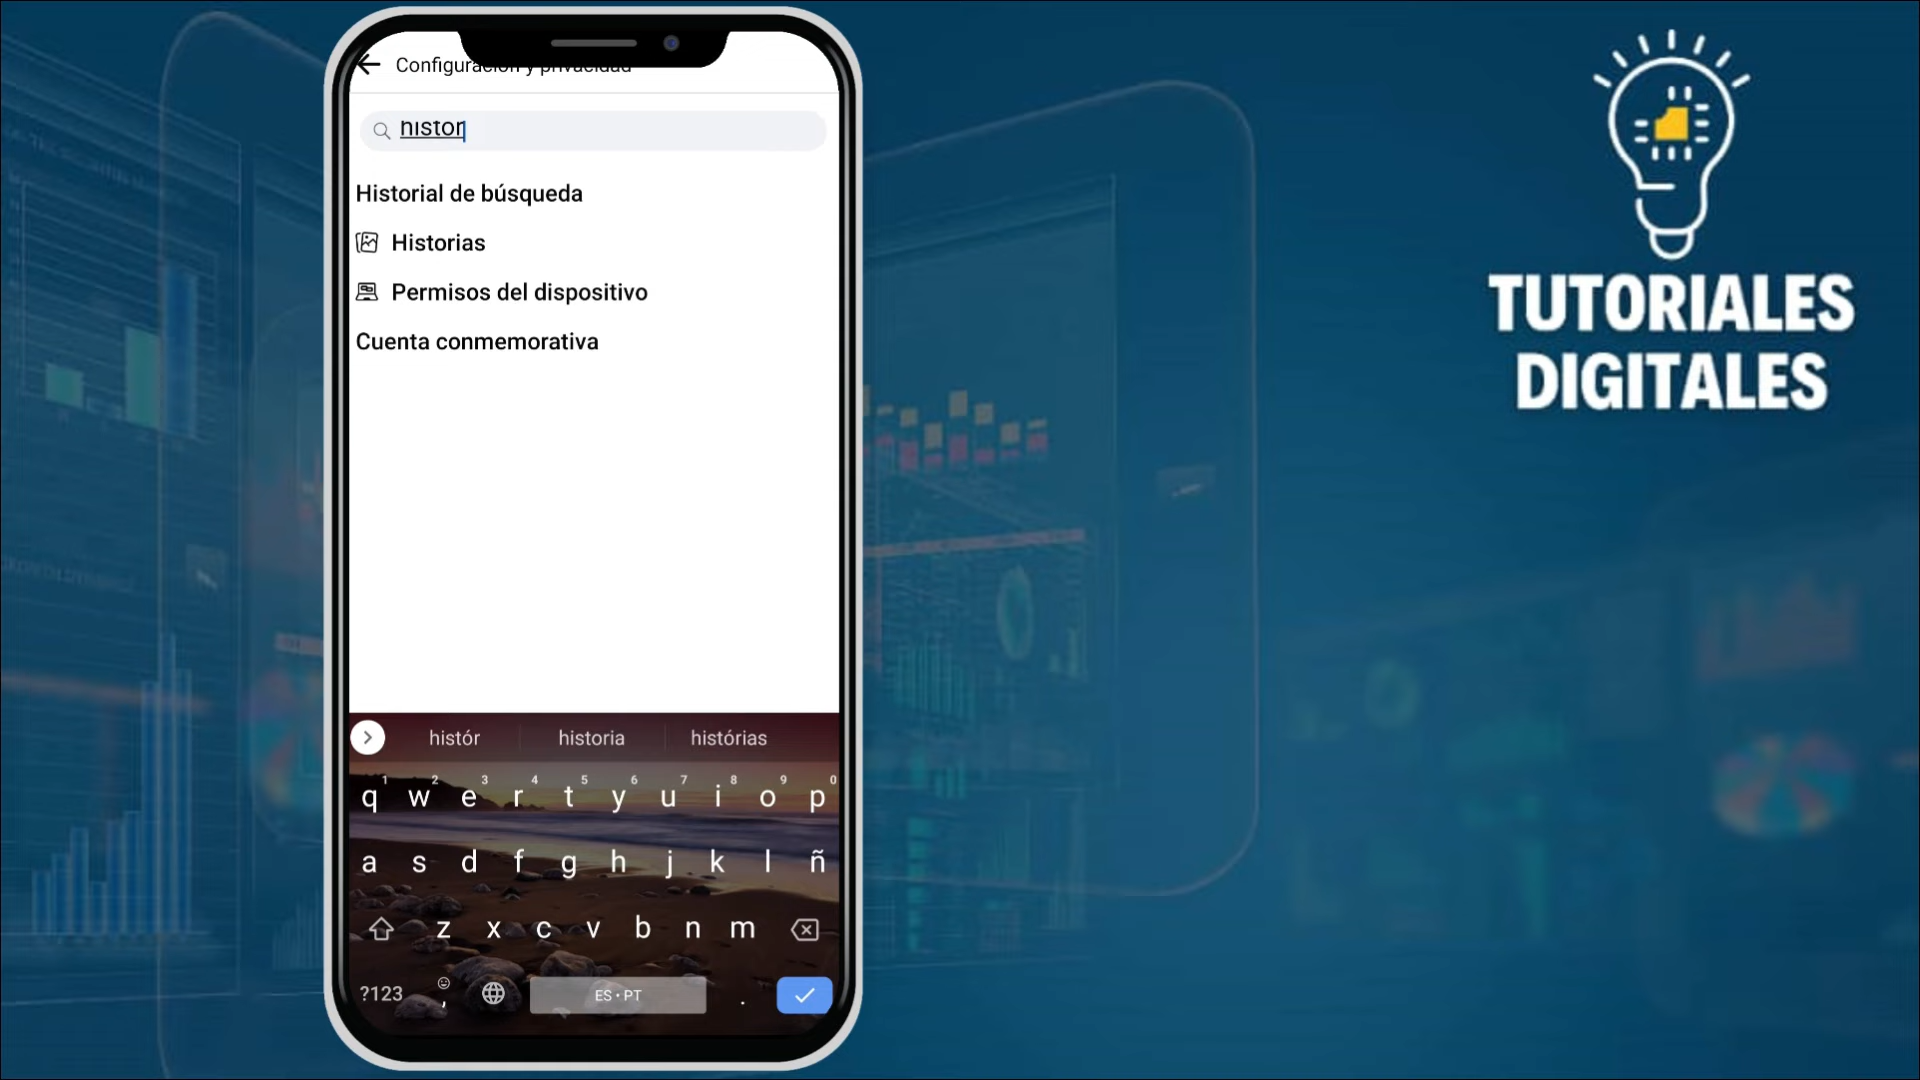 Configuración y privacidad
histor
Historial de búsqueda
Historias
Permisos del dispositivo
Cuenta conmemorativa
histór historia histórias
1 2 3 4 5 6 7 8 9 0
q w e r t y u i o p
a s d f g h j k l ñ
z x c v b n m
?123 , ES • PT .
TUTORIALES
DIGITALES